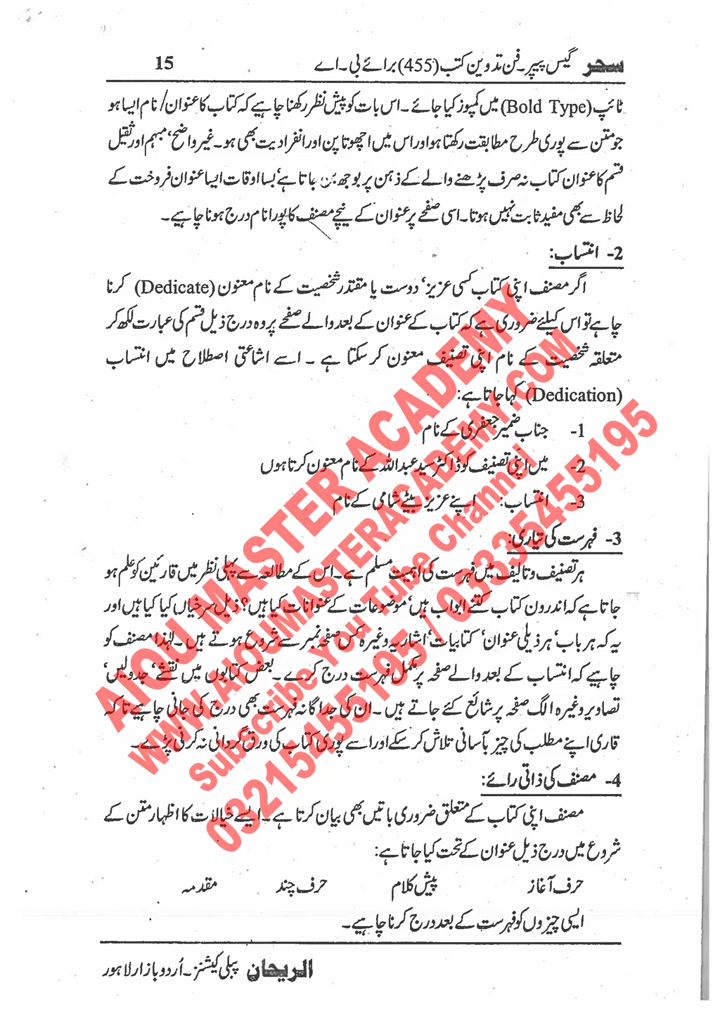 سحر گیس پیپر۔ فن تدوین کتب (455) برائے بی۔ اے 15
ٹائپ (Bold Type) میں کمپوز کیا جائے۔ اس بات کو پیش نظر رکھنا چاہیے کہ کتاب کا عنوان/نام ایسا ہو
جو متن سے پوری طرح مطابقت رکھتا ہو اور اس میں اچھوتا پن اور انفرادیت بھی ہو۔ غیر واضح، مبہم اور ثقیل
قسم کا عنوان کتاب نہ صرف پڑھنے والے کے ذہن پر بوجھ بن جاتا ہے، بسا اوقات ایسا عنوان فروخت کے
لحاظ سے بھی مفید ثابت نہیں ہوتا۔ اسی صفحے پر عنوان کے نیچے مصنف کا پورا نام درج ہونا چاہیے۔
2- انتساب:
اگر مصنف اپنی کتاب کسی عزیز، دوست یا مقتدر شخصیت کے نام معنون (Dedicate) کرنا
چاہے تو اس کیلئے ضروری ہے کہ کتاب کے عنوان کے بعد والے صفحے پر وہ درج ذیل قسم کی عبارت لکھ کر
متعلقہ شخصیت کے نام اپنی تصنیف معنون کر سکتا ہے۔ اسے اشاعتی اصطلاح میں انتساب
(Dedication) کہا جاتا ہے:
1- جناب ضمیر جعفری کے نام
2- میں اپنی تصنیف کو ڈاکٹر سید عبداللہ کے نام معنون کرتا ہوں
3- انتساب: اپنے عزیز بیٹے شامی کے نام
3- فہرست کی تیاری:
ہر تصنیف و تالیف میں فہرست کی اہمیت مسلم ہے۔ اس کے مطالعہ سے پہلی نظر میں قارئین کو علم ہو
جاتا ہے کہ اندرون کتاب کتنے ابواب ہیں، موضوعات کے عنوانات کیا ہیں؟ ذیلی سرخیاں کیا کیا ہیں اور
یہ کہ ہر باب، ہر ذیلی عنوان، کتابیات، اشاریہ وغیرہ کس صفحہ نمبر سے شروع ہوتے ہیں۔ لہٰذا مصنف کو
چاہیے کہ انتساب کے بعد والے صفحہ پر مکمل فہرست درج کرے۔ بعض کتابوں میں نقشے، جدولیں،
تصاویر وغیرہ الگ صفحہ پر شائع کئے جاتے ہیں۔ ان کی جداگانہ فہرست بھی درج کی جانی چاہیے تاکہ
قاری اپنے مطلب کی چیز بآسانی تلاش کر سکے اور اسے پوری کتاب کی ورق گردانی نہ کرنی پڑے۔
4- مصنف کی ذاتی رائے:
مصنف اپنی کتاب کے متعلق ضروری باتیں بھی بیان کرتا ہے۔ ایسے خیالات کا اظہار متن کے
شروع میں درج ذیل عنوان کے تحت کیا جاتا ہے:
حرف آغاز پیش کلام حرف چند مقدمہ
ایسی چیزوں کو فہرست کے بعد درج کرنا چاہیے۔
الریحان پبلی کیشنز۔ اُردو بازار لاہور
AIOU MASTER ACADEMY
WWW.AIOUMASTERACADEMY.COM
Subscribe You Tube Channel
03215455195 / 03235455195